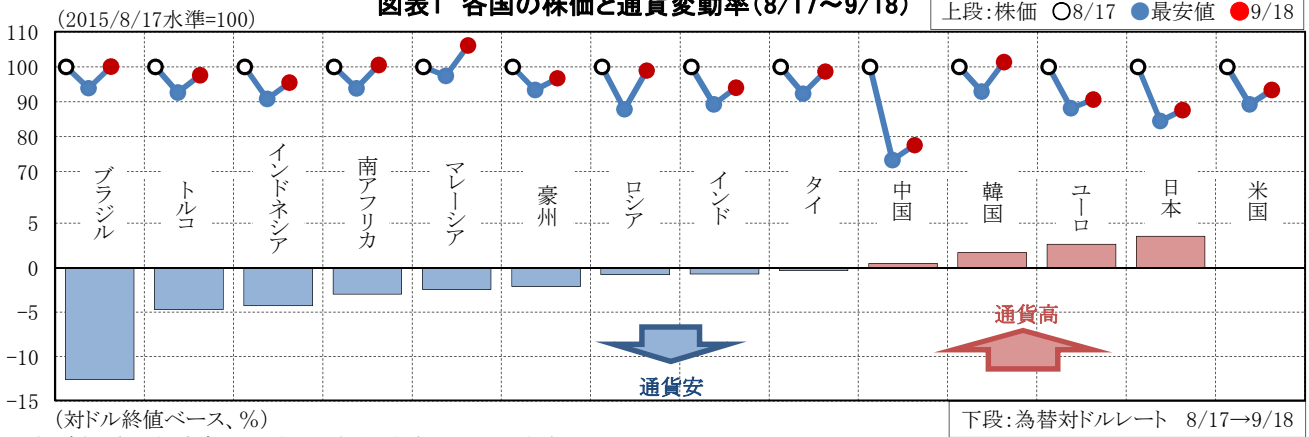 図表1 各国の株価と通貨変動率(8/17～9/18)
(2015/8/17水準=100)
上段:株価 8/17 最安値 9/18
110
100
90
80
70
ブラジル
トルコ
インドネシア
南アフリカ
マレーシア
豪州
ロシア
インド
タイ
中国
韓国
ユーロ
日本
米国
5
0
-5
-10
-15
通貨安
通貨高
(対ドル終値ベース、%)
下段:為替対ドルレート 8/17→9/18